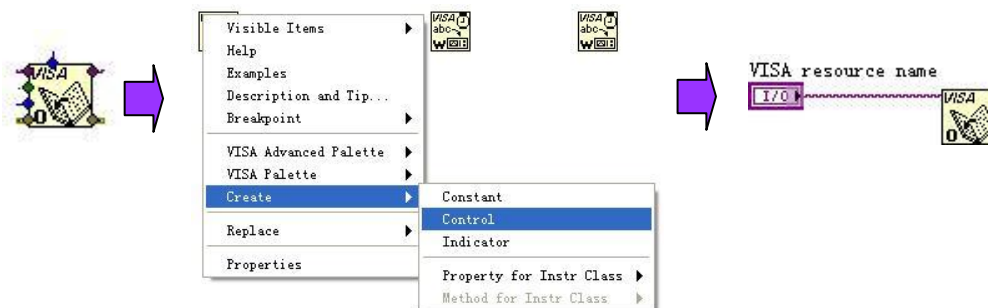 VISA
0
Visible Items
Help
Examples
Description and Tip...
Breakpoint
VISA Advanced Palette
VISA Palette
Create
Replace
Properties
Constant
Control
Indicator
Property for Instr Class
Method for Instr Class
VISA
abc
W
VISA
abc
W
VISA resource name
I/O
VISA
0